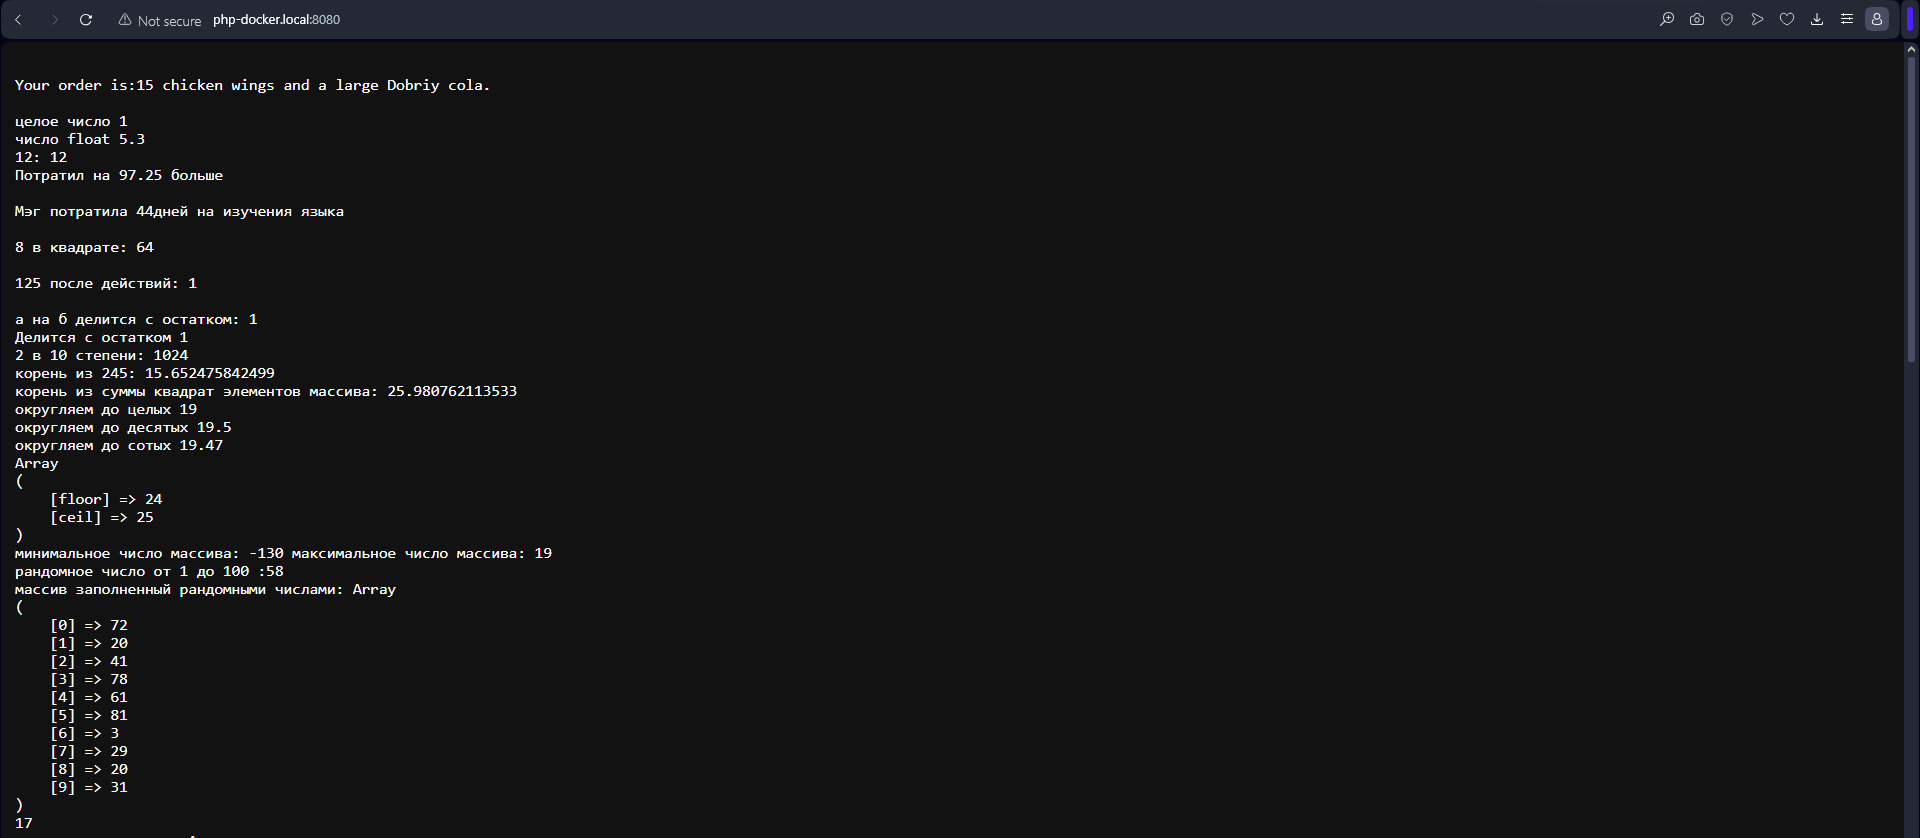 Not secure php-docker.local:8080
Your order is:15 chicken wings and a large Dobriy cola.
целое число 1
число float 5.3
12: 12
Потратил на 97.25 больше
Мэг потратила 44дней на изучения языка
8 в квадрате: 64
125 после действий: 1
а на б делится с остатком: 1
Делится с остатком 1
2 в 10 степени: 1024
корень из 245: 15.652475842499
корень из суммы квадрат элементов массива: 25.980762113533
округляем до целых 19
округляем до десятых 19.5
округляем до сотых 19.47
Array
(
    [floor] => 24
    [ceil] => 25
)
минимальное число массива: -130 максимальное число массива: 19
рандомное число от 1 до 100 :58
массив заполненный рандомными числами: Array
(
    [0] => 72
    [1] => 20
    [2] => 41
    [3] => 78
    [4] => 61
    [5] => 81
    [6] => 3
    [7] => 29
    [8] => 20
    [9] => 31
)
17